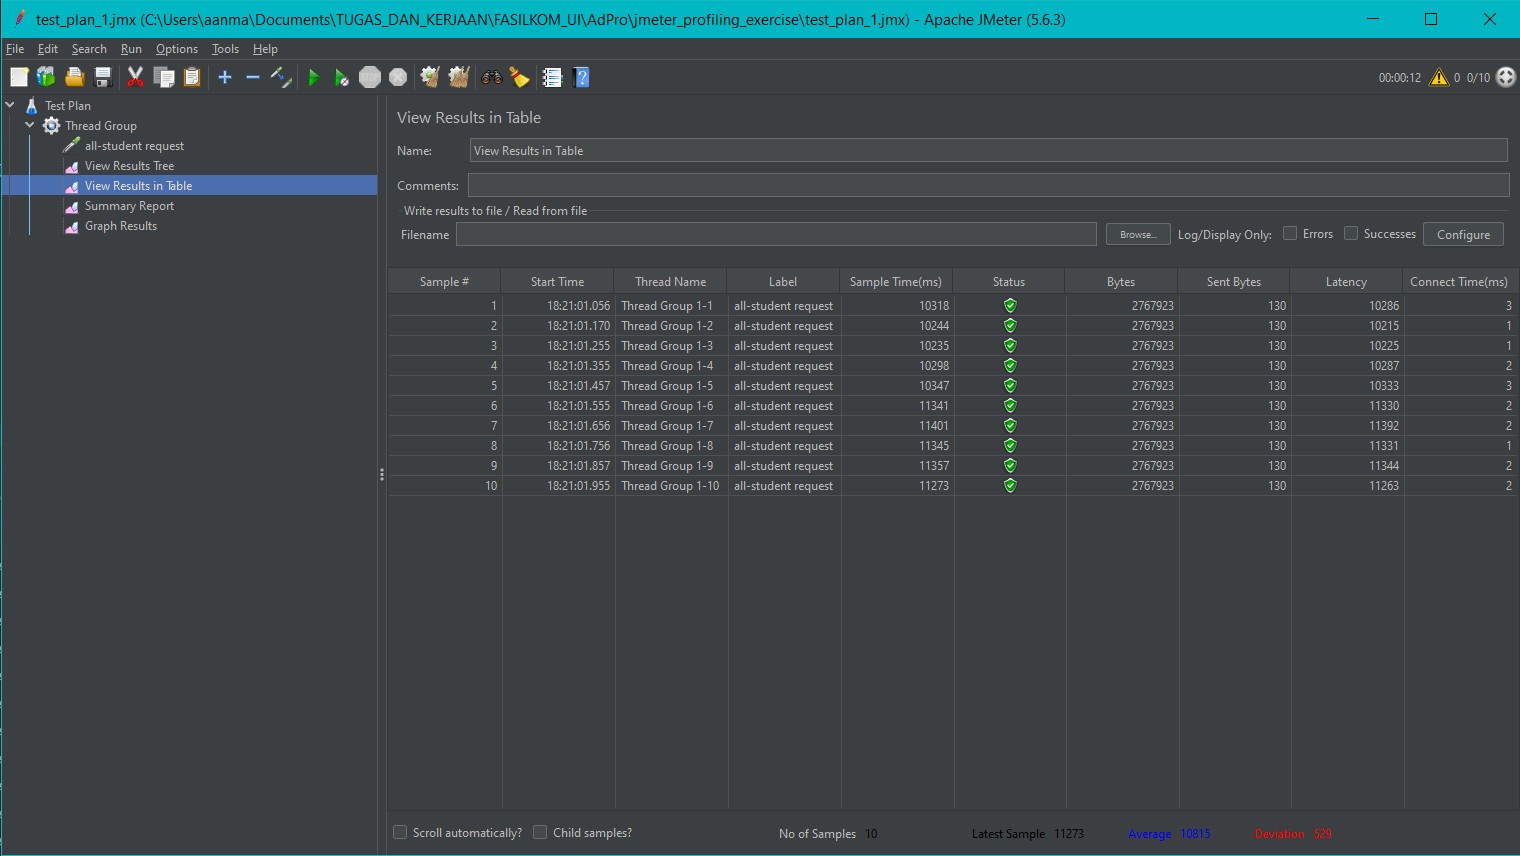 test_plan_1.jmx (C:\Users\aanma\Documents\TUGAS_DAN_KERJAAN\FASILKOM_UI\AdPro\jmeter_profiling_exercise\test_plan_1.jmx) - Apache JMeter (5.6.3)
File Edit Search Run Options Tools Help
STOP 00:00:12 0 0/10
Test Plan
Thread Group
all-student request
View Results Tree
View Results in Table
Summary Report
Graph Results
View Results in Table
Name: View Results in Table
Comments:
Write results to file / Read from file
Filename Browse... Log/Display Only: Errors Successes Configure
Sample # Start Time Thread Name Label Sample Time(ms) Status Bytes Sent Bytes Latency Connect Time(ms)
1 18:21:01.056 Thread Group 1-1 all-student request 10318 2767923 130 10286 3
2 18:21:01.170 Thread Group 1-2 all-student request 10244 2767923 130 10215 1
3 18:21:01.255 Thread Group 1-3 all-student request 10235 2767923 130 10225 1
4 18:21:01.355 Thread Group 1-4 all-student request 10298 2767923 130 10287 2
5 18:21:01.457 Thread Group 1-5 all-student request 10347 2767923 130 10333 3
6 18:21:01.555 Thread Group 1-6 all-student request 11341 2767923 130 11330 2
7 18:21:01.656 Thread Group 1-7 all-student request 11401 2767923 130 11392 2
8 18:21:01.756 Thread Group 1-8 all-student request 11345 2767923 130 11331 1
9 18:21:01.857 Thread Group 1-9 all-student request 11357 2767923 130 11344 2
10 18:21:01.955 Thread Group 1-10 all-student request 11273 2767923 130 11263 2
Scroll automatically? Child samples? No of Samples 10 Latest Sample 11273 Average 10815 Deviation 529